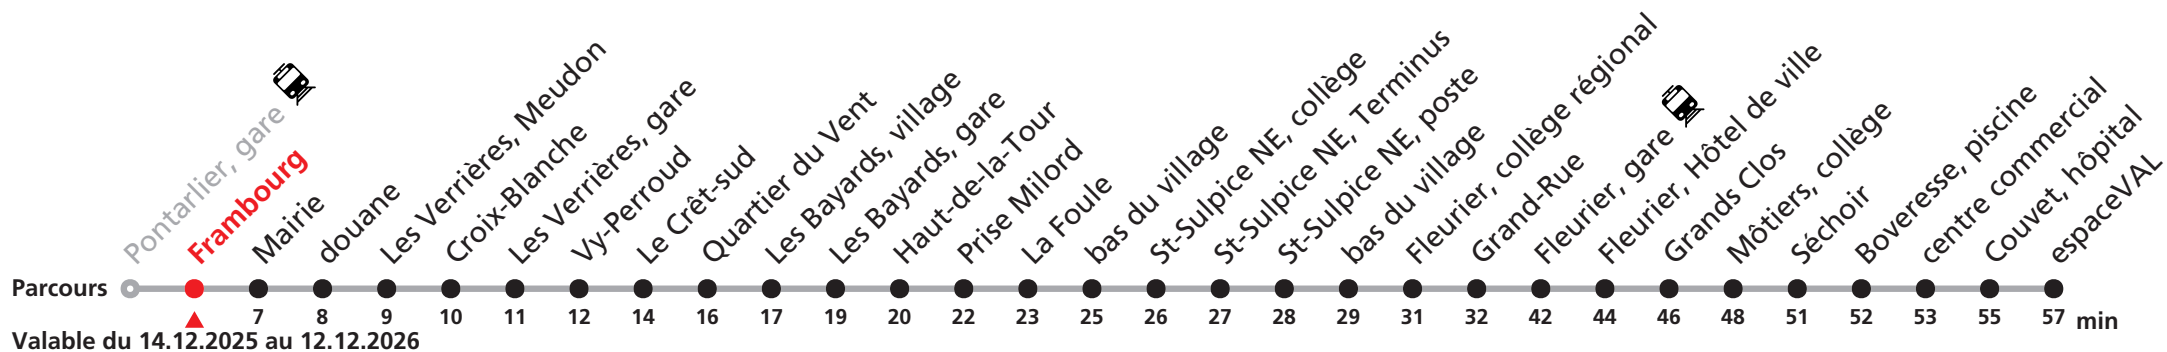 Pontarlier, gare
Frambourg
Mairie
douane
Les Verrières, Meudon
Croix-Blanche
Les Verrières, gare
Vy-Perroud
Le Crêt-sud
Quartier du Vent
Les Bayards, village
Les Bayards, gare
Haut-de-la-Tour
Prise Milord
La Foule
bas du village
St-Sulpice NE, collège
St-Sulpice NE, Terminus
St-Sulpice NE, poste
bas du village
Fleurier, collège régional
Grand-Rue
Fleurier, gare
Fleurier, Hôtel de ville
Grands Clos
Môtiers, collège
Séchoir
Boveresse, piscine
centre commercial
Couvet, hôpital
espaceVAL
Parcours
7 8 9 10 11 12 14 16 17 19 20 22 23 25 26 27 28 29 31 32 42 44 46 48 51 52 53 55 57 min
Valable du 14.12.2025 au 12.12.2026